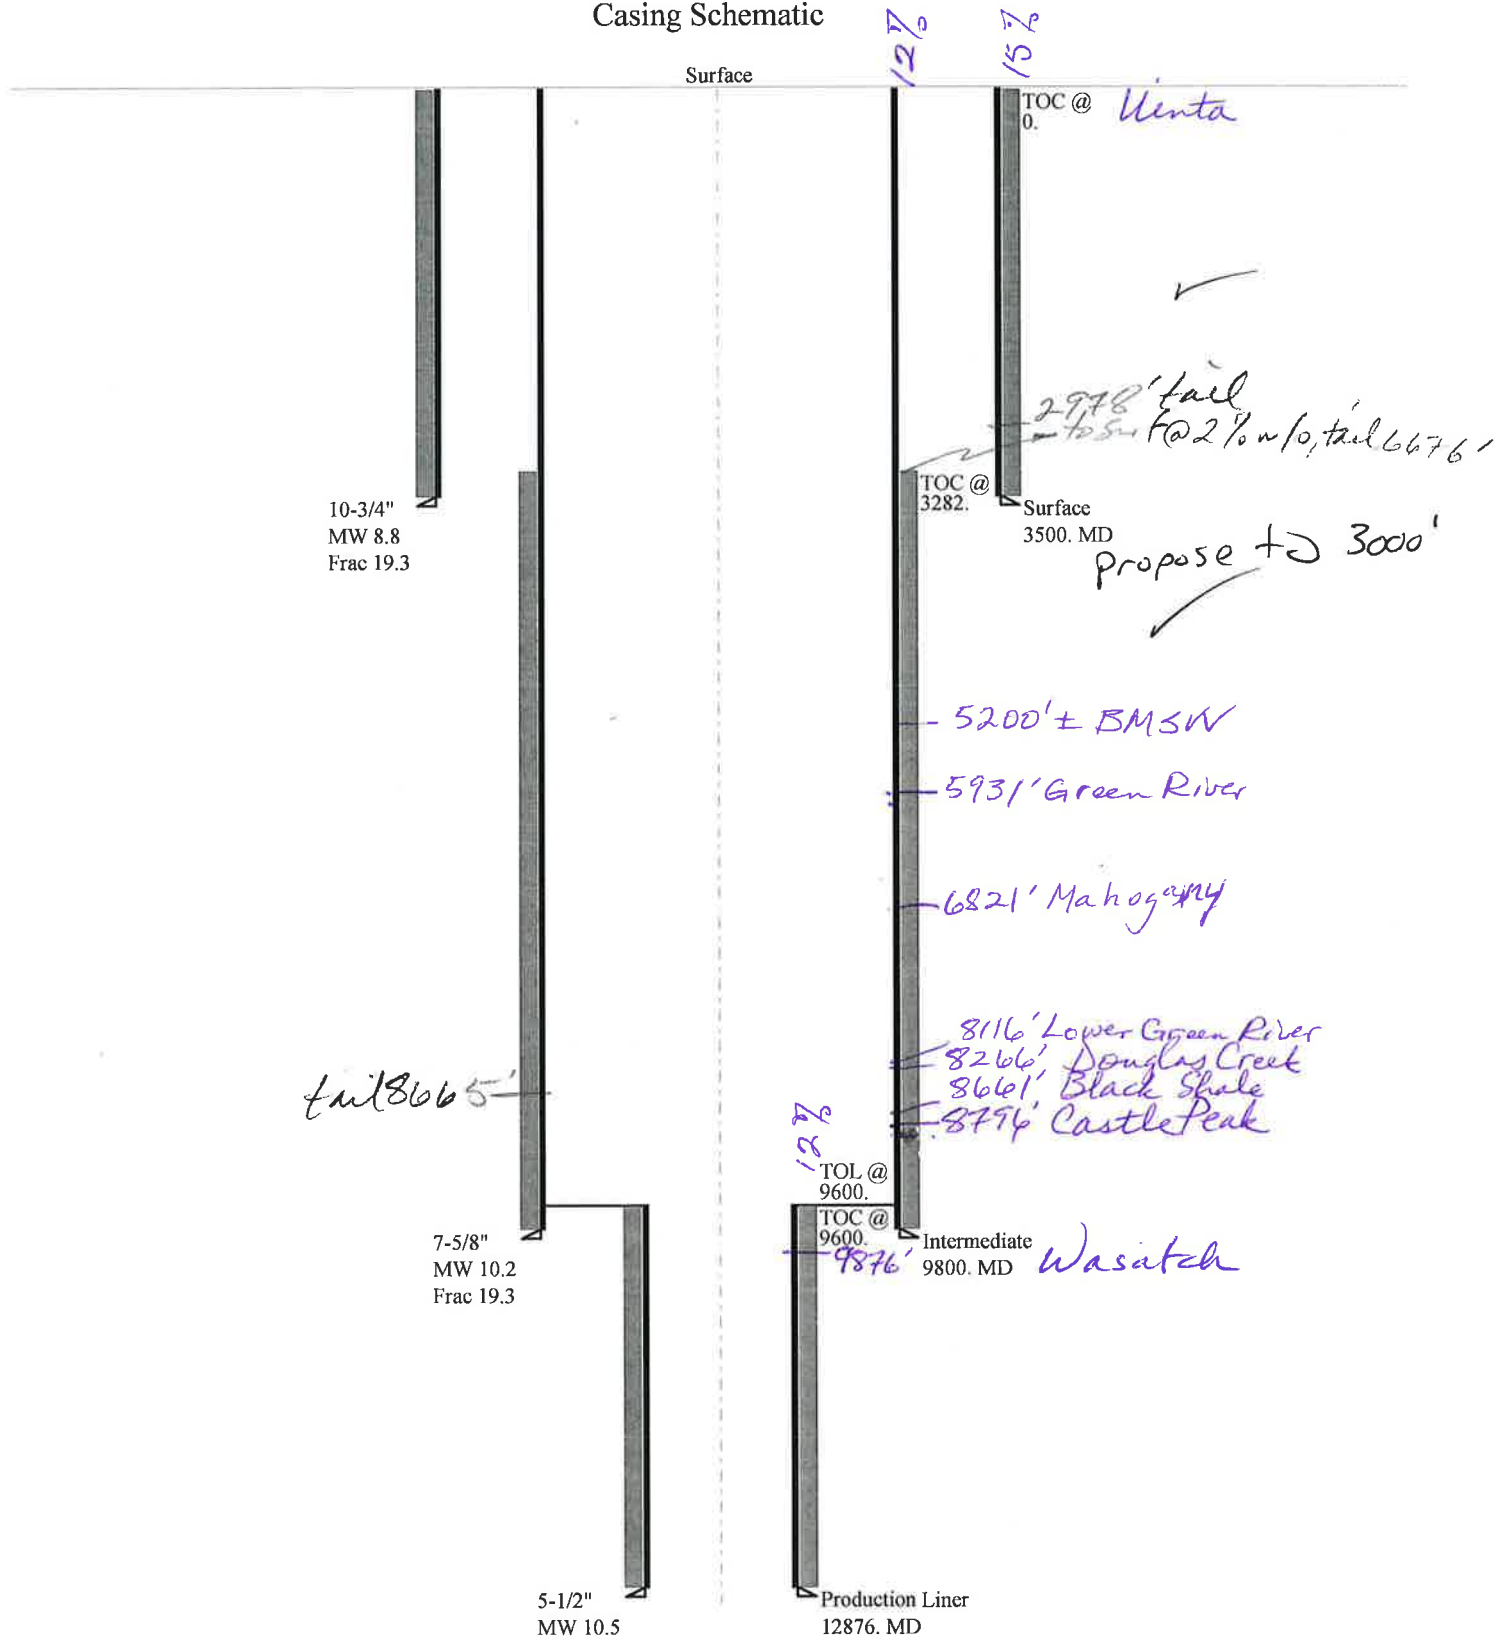 Casing Schematic
12%
15%
Surface
TOC @
0.
Uinta
2978' tail
to surf @ 2% w/o, tail 6676'
TOC @
3282.
10-3/4"
MW 8.8
Frac 19.3
Surface
3500. MD
propose to 3000'
5200'± BMSW
5931' Green River
6821' Mahogany
8116' Lower Green River
8266' Douglas Creek
8661' Black Shale
8796' Castle Peak
tail 8665'
12%
TOL @
9600.
TOC @
9600.
9876' Wasatch
7-5/8"
MW 10.2
Frac 19.3
Intermediate
9800. MD
5-1/2"
MW 10.5
Production Liner
12876. MD